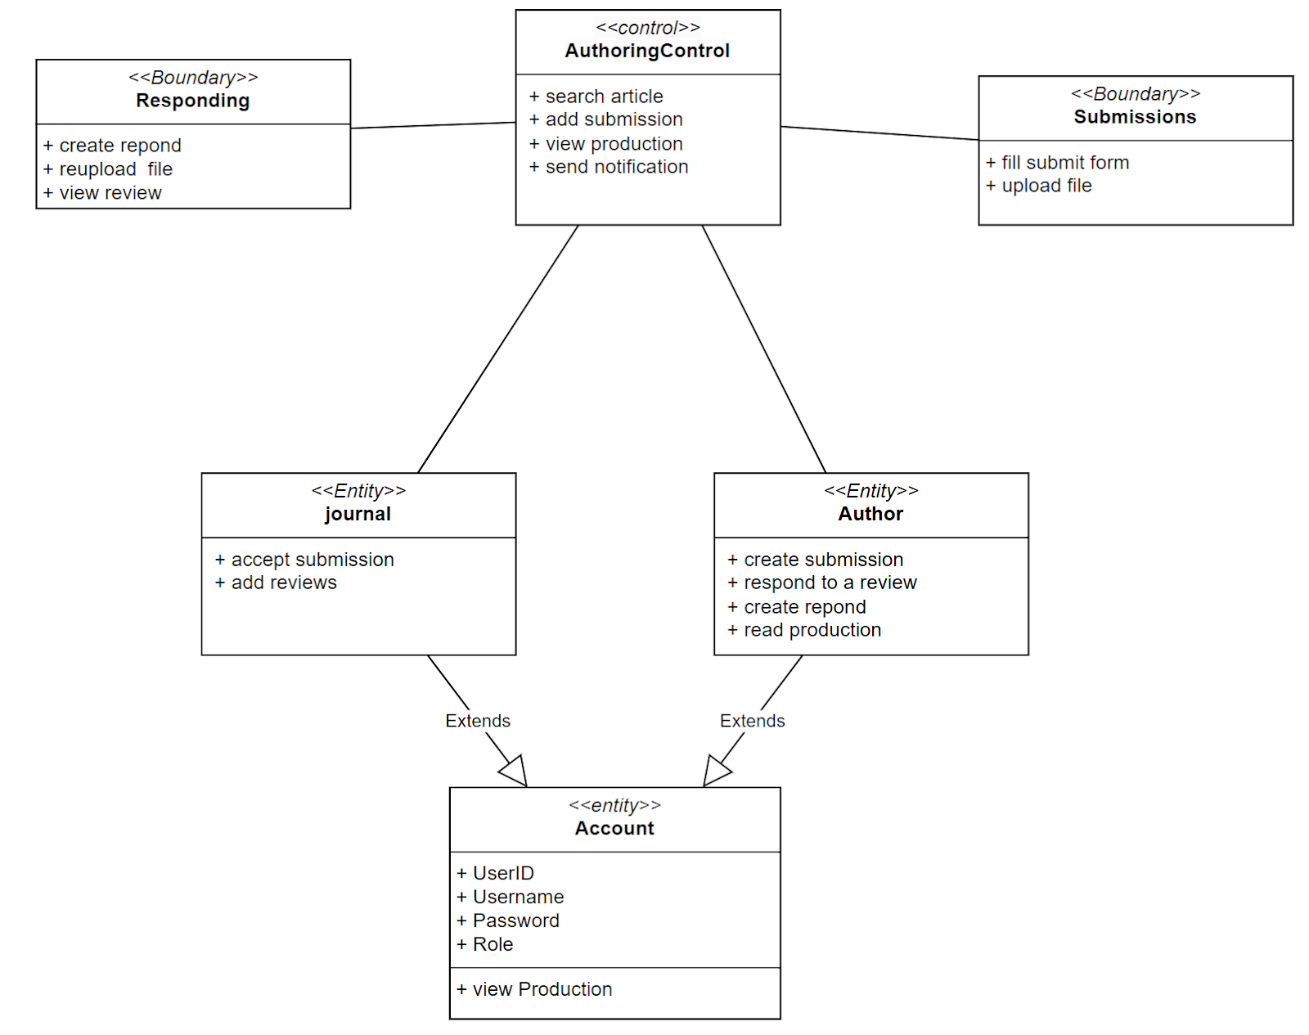 <<control>>
AuthoringControl
+ search article
+ add submission
+ view production
+ send notification
<<Boundary>>
Responding
+ create repond
+ reupload  file
+ view review
<<Boundary>>
Submissions
+ fill submit form
+ upload file
<<Entity>>
journal
+ accept submission
+ add reviews
<<Entity>>
Author
+ create submission
+ respond to a review
+ create repond
+ read production
Extends
Extends
<<entity>>
Account
+ UserID
+ Username
+ Password
+ Role
+ view Production